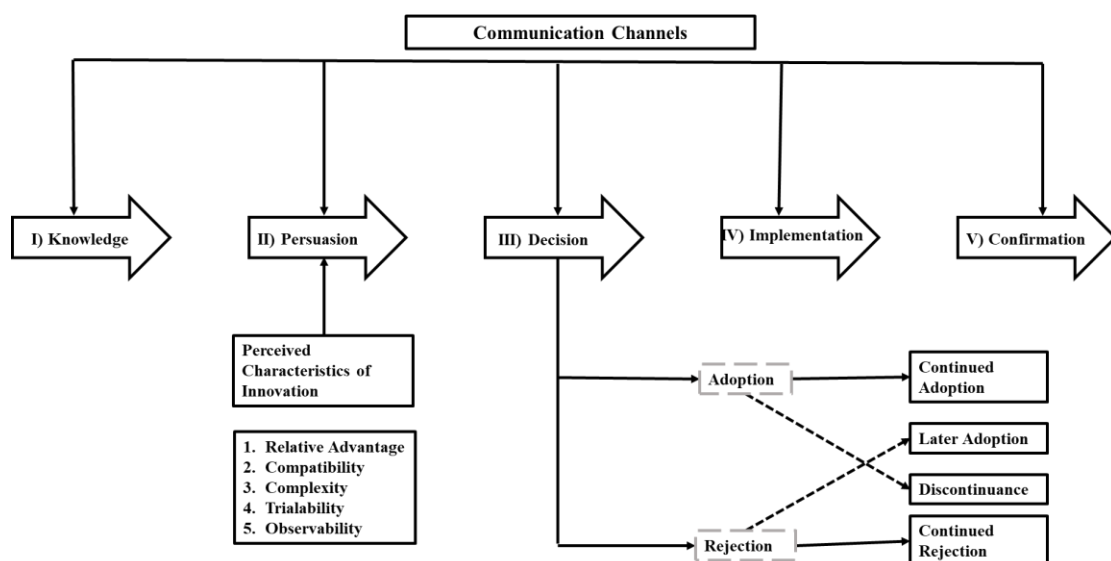 Communication Channels
I) Knowledge
II) Persuasion
III) Decision
IV) Implementation
V) Confirmation
Perceived
Characteristics of
Innovation
1. Relative Advantage
2. Compatibility
3. Complexity
4. Trialability
5. Observability
Adoption
Rejection
Continued
Adoption
Later Adoption
Discontinuance
Continued
Rejection